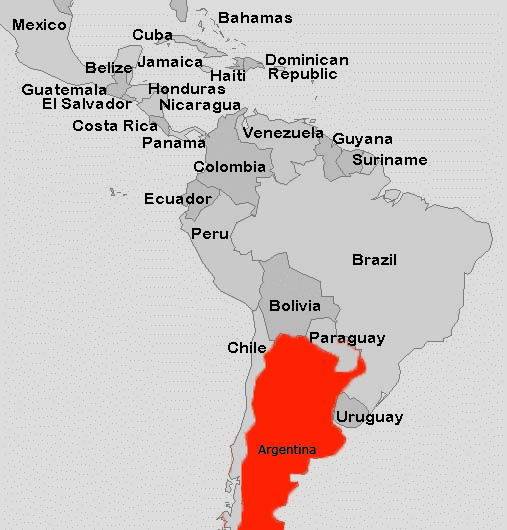 Mexico
Bahamas
Cuba
Belize
Jamaica
Haiti
Dominican
Republic
Guatemala
Honduras
El Salvador
Nicaragua
Costa Rica
Panamá
Venezuela
Guyana
Suriname
Colombia
Ecuador
Peru
Brazil
Bolivia
Paraguay
Chile
Uruguay
Argentina